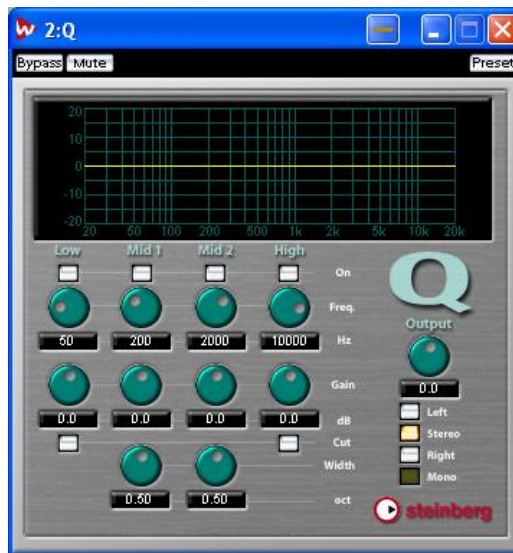 2:Q
Bypass Mute Preset
20
10
0
-10
-20
20 50 100 200 500 1k 2k 5k 10k 20k
Low Mid 1 Mid 2 High
On
Q
Freq.
Output
50 200 2000 10000 Hz
Gain
0.0
0.0 0.0 0.0 0.0 dB
Left
Cut
Stereo
Width
Right
Mono
0.50 0.50 oct
steinberg